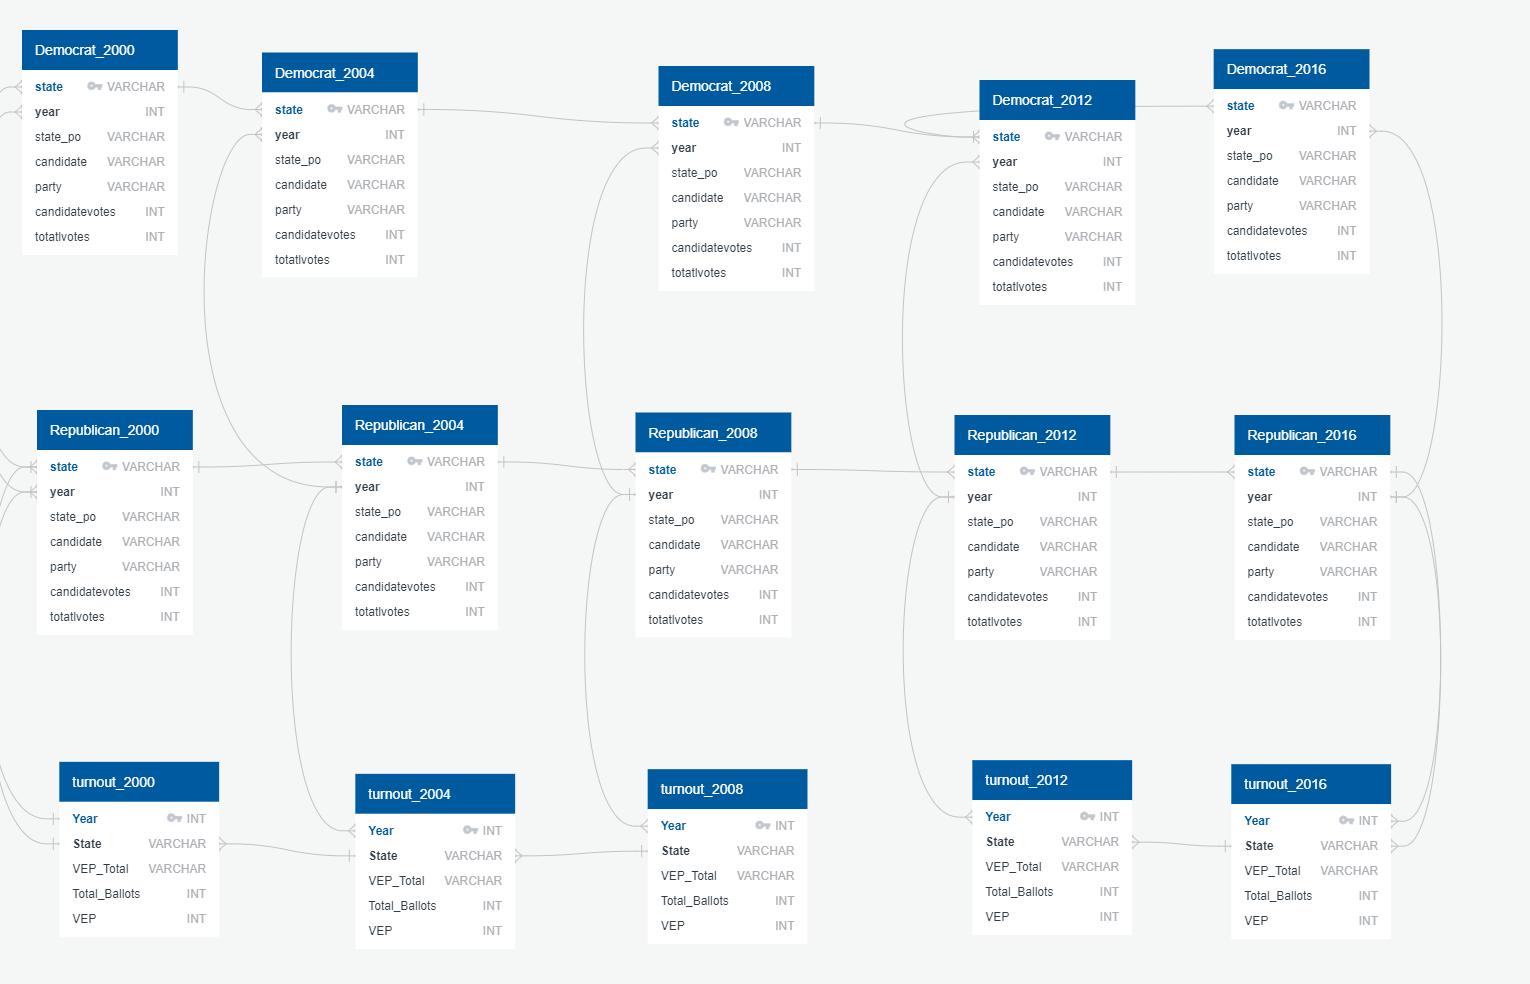 Democrat_2000
state VARCHAR
year INT
state_po VARCHAR
candidate VARCHAR
party VARCHAR
candidatevotes INT
totatlvotes INT
Democrat_2004
state VARCHAR
year INT
state_po VARCHAR
candidate VARCHAR
party VARCHAR
candidatevotes INT
totatlvotes INT
Democrat_2008
state VARCHAR
year INT
state_po VARCHAR
candidate VARCHAR
party VARCHAR
candidatevotes INT
totatlvotes INT
Democrat_2012
state VARCHAR
year INT
state_po VARCHAR
candidate VARCHAR
party VARCHAR
candidatevotes INT
totatlvotes INT
Democrat_2016
state VARCHAR
year INT
state_po VARCHAR
candidate VARCHAR
party VARCHAR
candidatevotes INT
totatlvotes INT
Republican_2000
state VARCHAR
year INT
state_po VARCHAR
candidate VARCHAR
party VARCHAR
candidatevotes INT
totatlvotes INT
Republican_2004
state VARCHAR
year INT
state_po VARCHAR
candidate VARCHAR
party VARCHAR
candidatevotes INT
totatlvotes INT
Republican_2008
state VARCHAR
year INT
state_po VARCHAR
candidate VARCHAR
party VARCHAR
candidatevotes INT
totatlvotes INT
Republican_2012
state VARCHAR
year INT
state_po VARCHAR
candidate VARCHAR
party VARCHAR
candidatevotes INT
totatlvotes INT
Republican_2016
state VARCHAR
year INT
state_po VARCHAR
candidate VARCHAR
party VARCHAR
candidatevotes INT
totatlvotes INT
turnout_2000
Year INT
State VARCHAR
VEP_Total VARCHAR
Total_Ballots INT
VEP INT
turnout_2004
Year INT
State VARCHAR
VEP_Total VARCHAR
Total_Ballots INT
VEP INT
turnout_2008
Year INT
State VARCHAR
VEP_Total VARCHAR
Total_Ballots INT
VEP INT
turnout_2012
Year INT
State VARCHAR
VEP_Total VARCHAR
Total_Ballots INT
VEP INT
turnout_2016
Year INT
State VARCHAR
VEP_Total VARCHAR
Total_Ballots INT
VEP INT